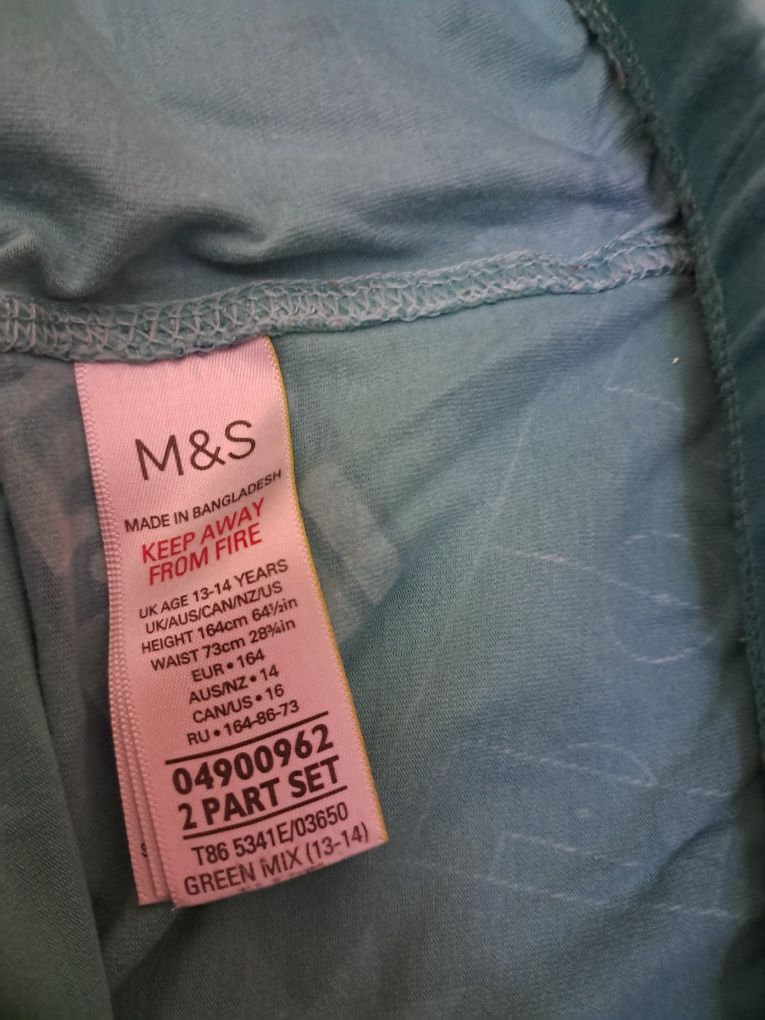 M&S
MADE IN BANGLADESH
KEEP AWAY
FROM FIRE
UK AGE 13-14 YEARS
UK/AUS/CAN/NZ/US
HEIGHT 164cm 64½in
WAIST 73cm 28¾in
EUR • 164
AUS/NZ • 14
CAN/US • 16
RU • 164-86-73
04900962
2 PART SET
T86 5341E/03650
GREEN MIX (13-14)